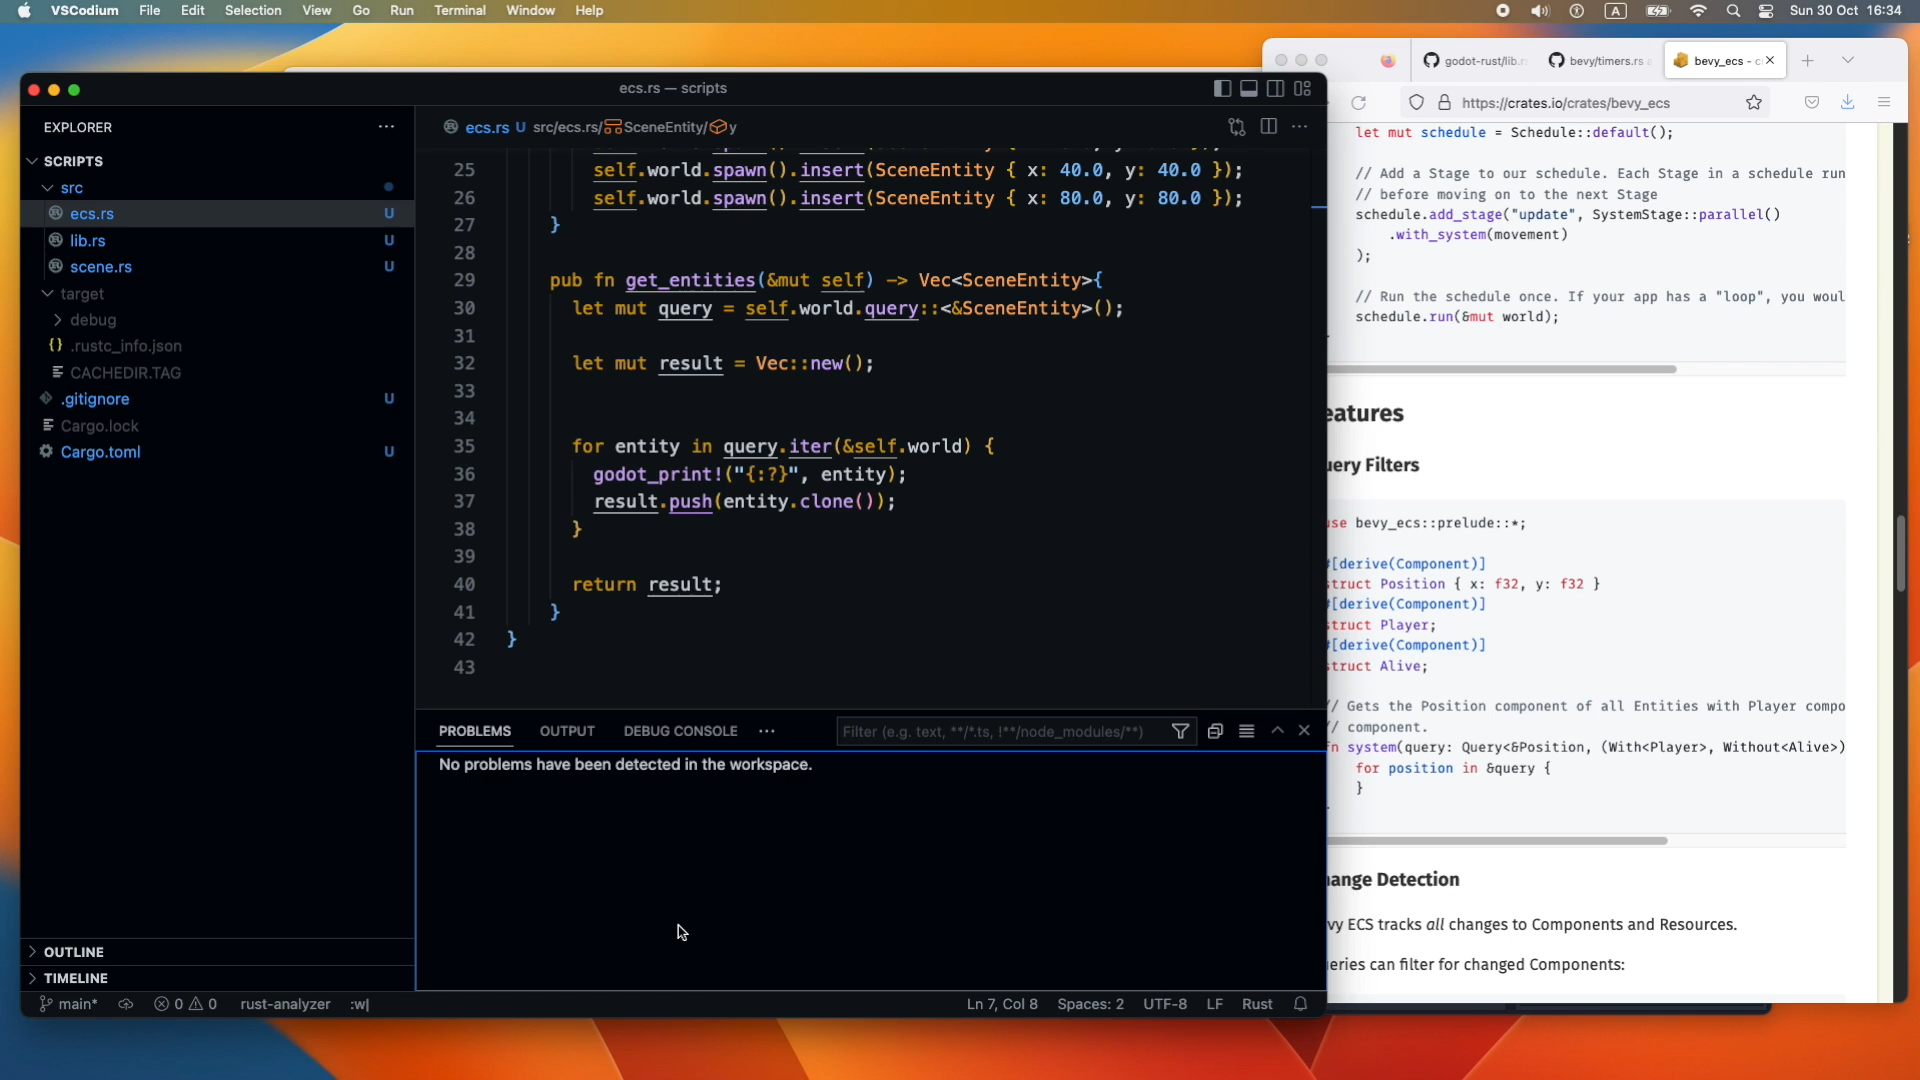 VSCodium File Edit Selection View Go Run Terminal Window Help
A Sun 30 Oct 16:34
ecs.rs — scripts
EXPLORER
SCRIPTS
src
ecs.rs U
lib.rs U
scene.rs U
target
debug
.rustc_info.json
CACHEDIR.TAG
.gitignore U
Cargo.lock
Cargo.toml U
OUTLINE
TIMELINE
ecs.rs U src/ecs.rs/ SceneEntity/ y
25 self.world.spawn().insert(SceneEntity { x: 40.0, y: 40.0 });
26 self.world.spawn().insert(SceneEntity { x: 80.0, y: 80.0 });
27 }
28
29 pub fn get_entities(&mut self) -> Vec<SceneEntity>{
30 let mut query = self.world.query::<&SceneEntity>();
31
32 let mut result = Vec::new();
33
34
35 for entity in query.iter(&self.world) {
36 godot_print!("{:?}", entity);
37 result.push(entity.clone());
38 }
39
40 return result;
41 }
42 }
43
PROBLEMS OUTPUT DEBUG CONSOLE
Filter (e.g. text, **/*.ts, !**/node_modules/**)
No problems have been detected in the workspace.
main* 0 0 rust-analyzer :w|
Ln 7, Col 8 Spaces: 2 UTF-8 LF Rust
godot-rust/lib.r bevy/timers.rs a bevy_ecs - c
https://crates.io/crates/bevy_ecs
let mut schedule = Schedule::default();
// Add a Stage to our schedule. Each Stage in a schedule run
// before moving on to the next Stage
schedule.add_stage("update", SystemStage::parallel()
.with_system(movement)
);
// Run the schedule once. If your app has a "loop", you woul
schedule.run(&mut world);
eatures
uery Filters
use bevy_ecs::prelude::*;
#[derive(Component)]
truct Position { x: f32, y: f32 }
#[derive(Component)]
truct Player;
#[derive(Component)]
truct Alive;
// Gets the Position component of all Entities with Player compo
// component.
n system(query: Query<&Position, (With<Player>, Without<Alive>)
for position in &query {
}
ange Detection
vy ECS tracks all changes to Components and Resources.
eries can filter for changed Components: